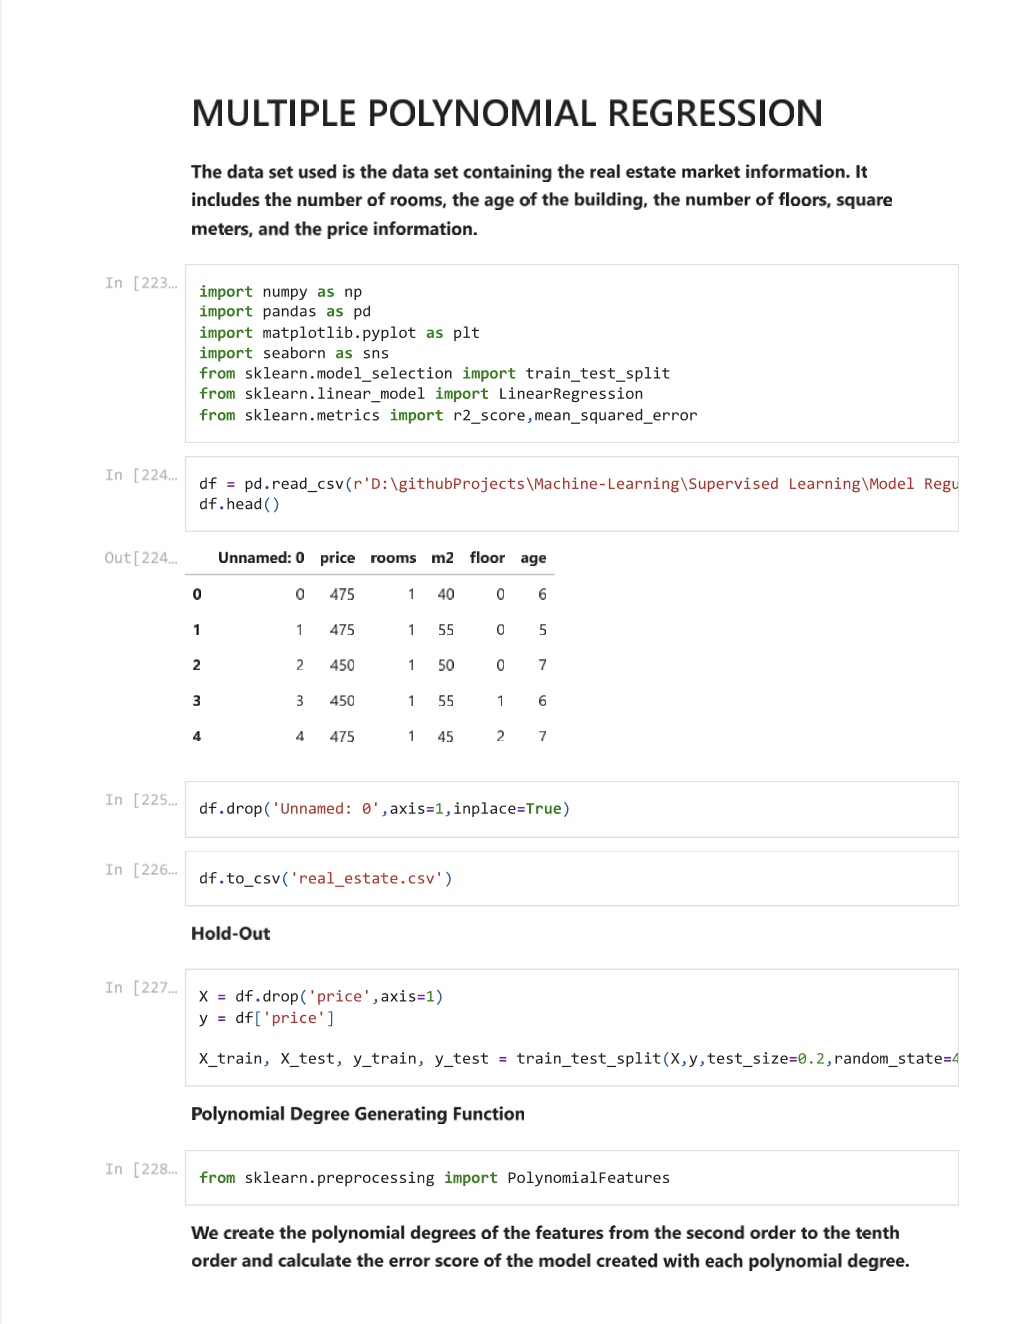 MULTIPLE POLYNOMIAL REGRESSION
The data set used is the data set containing the real estate market information. It
includes the number of rooms, the age of the building, the number of floors, square
meters, and the price information.
In [223…
import numpy as np
import pandas as pd
import matplotlib.pyplot as plt
import seaborn as sns
from sklearn.model_selection import train_test_split
from sklearn.linear_model import LinearRegression
from sklearn.metrics import r2_score,mean_squared_error
In [224…
df = pd.read_csv(r'D:\githubProjects\Machine-Learning\Supervised Learning\Model Regu
df.head()
Out[224…
Unnamed: 0 price rooms m2 floor age
0 0 475 1 40 0 6
1 1 475 1 55 0 5
2 2 450 1 50 0 7
3 3 450 1 55 1 6
4 4 475 1 45 2 7
In [225…
df.drop('Unnamed: 0',axis=1,inplace=True)
In [226…
df.to_csv('real_estate.csv')
Hold-Out
In [227…
X = df.drop('price',axis=1)
y = df['price']
X_train, X_test, y_train, y_test = train_test_split(X,y,test_size=0.2,random_state=4
Polynomial Degree Generating Function
In [228…
from sklearn.preprocessing import PolynomialFeatures
We create the polynomial degrees of the features from the second order to the tenth
order and calculate the error score of the model created with each polynomial degree.